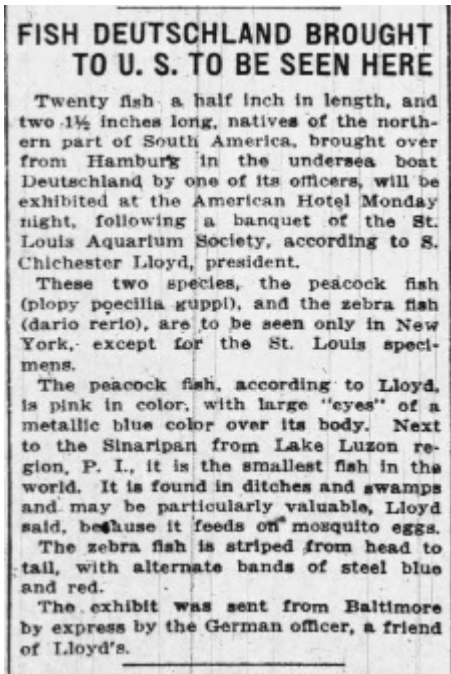 FISH DEUTSCHLAND BROUGHT
TO U. S. TO BE SEEN HERE
Twenty fish a half inch in length, and
two 1½ inches long, natives of the north-
ern part of South America, brought over
from Hamburg in the undersea boat
Deutschland by one of its officers, will be
exhibited at the American Hotel Monday
night, following a banquet of the St.
Louis Aquarium Society, according to S.
Chichester Lloyd, president.
These two species, the peacock fish
(plopy poecilia guppi), and the zebra fish
(dario rerio), are to be seen only in New
York, except for the St. Louis speci-
mens.
The peacock fish, according to Lloyd,
is pink in color, with large "eyes" of a
metallic blue color over its body. Next
to the Sinaripan from Lake Luzon re-
gion, P. I., it is the smallest fish in the
world. It is found in ditches and swamps
and may be particularly valuable, Lloyd
said, because it feeds on mosquito eggs.
The zebra fish is striped from head to
tail, with alternate bands of steel blue
and red.
The exhibit was sent from Baltimore
by express by the German officer, a friend
of Lloyd's.